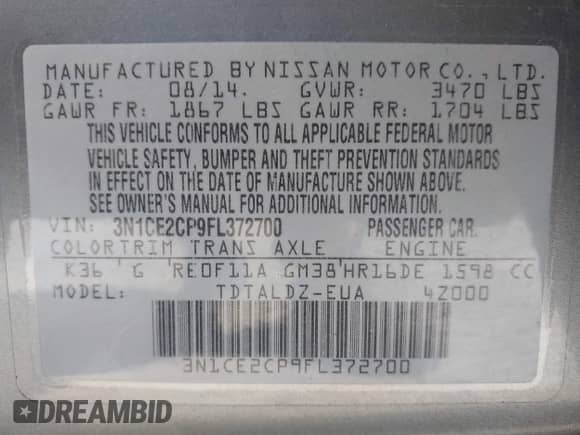 MANUFACTURED BY NISSAN MOTOR CO., LTD.
DATE: 08/14. GVWR: 3470 LBS
GAWR FR: 1867 LBS GAWR RR: 1704 LBS
THIS VEHICLE CONFORMS TO ALL APPLICABLE FEDERAL MOTOR
VEHICLE SAFETY, BUMPER AND THEFT PREVENTION STANDARDS
IN EFFECT ON THE DATE OF MANUFACTURE SHOWN ABOVE.
SEE OWNER'S MANUAL FOR ADDITIONAL INFORMATION.
VIN: 3N1CE2CP9FL372700 PASSENGER CAR.
COLOR TRIM TRANS AXLE ENGINE
K36 G RE0F11A GM38 HR16DE 1598 CC
MODEL: TDTALDZ-EUA 4Z000
3N1CE2CP9FL372700
DREAMBID